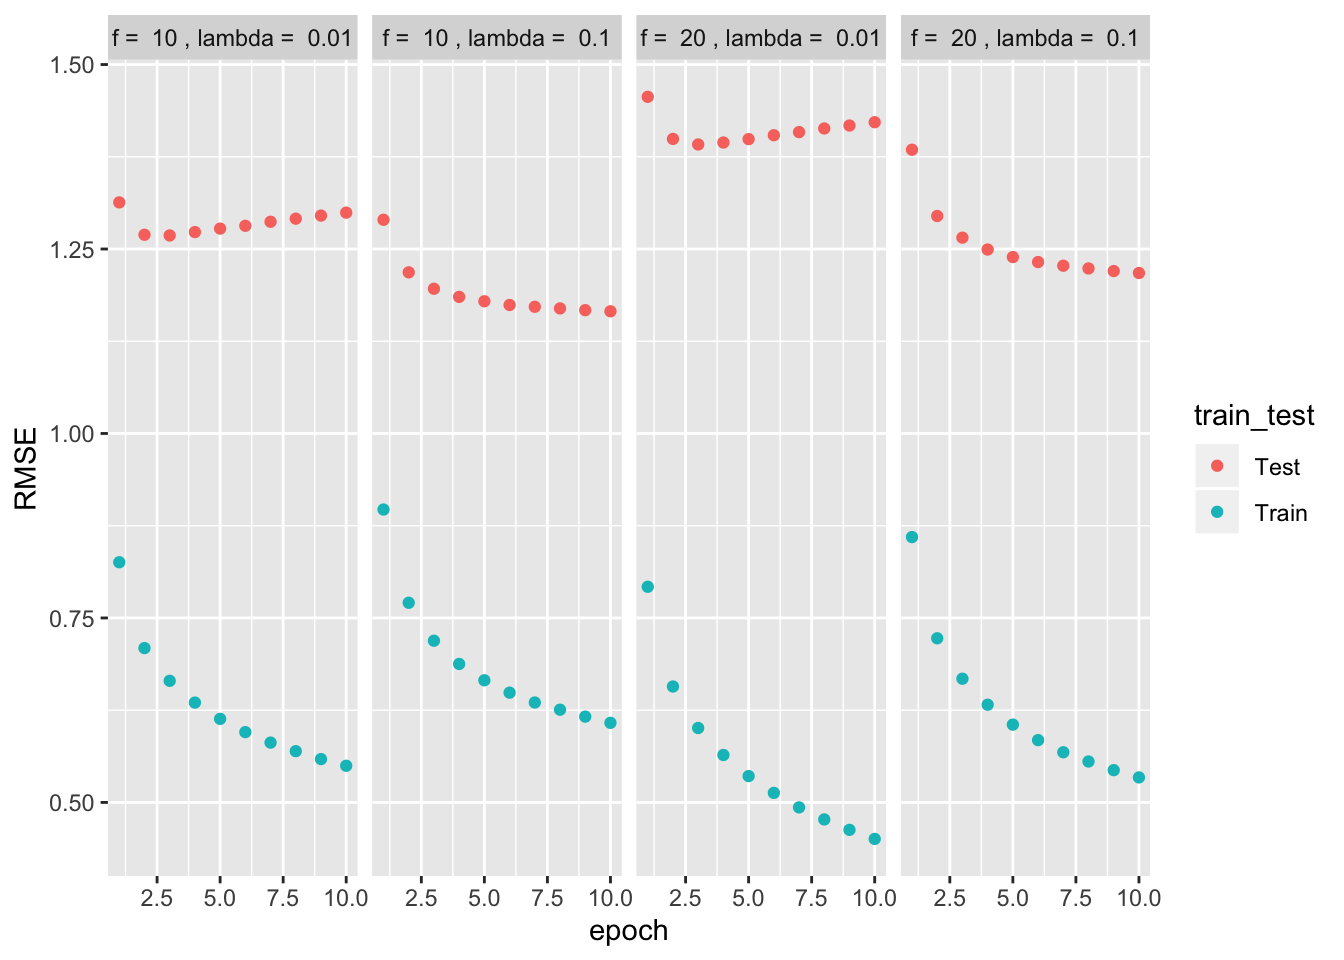 f =  10 , lambda =  0.01
f =  10 , lambda =  0.1
f =  20 , lambda =  0.01
f =  20 , lambda =  0.1
1.50
1.25
1.00
0.75
0.50
RMSE
2.5 5.0 7.5 10.0
2.5 5.0 7.5 10.0
2.5 5.0 7.5 10.0
2.5 5.0 7.5 10.0
epoch
train_test
Test
Train